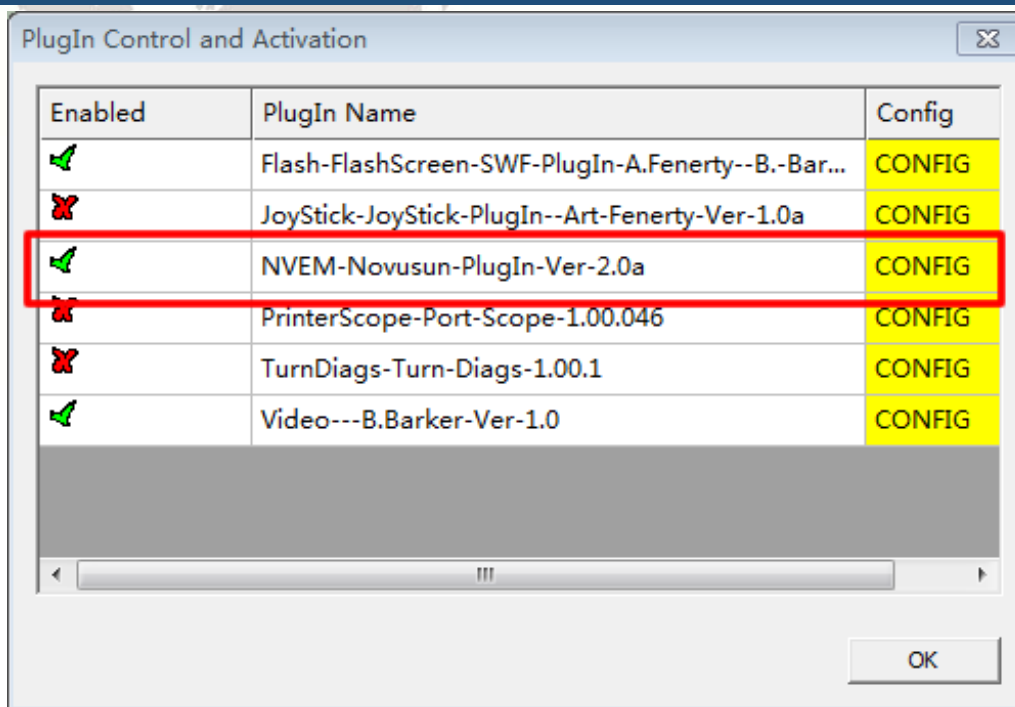 PlugIn Control and Activation
Enabled PlugIn Name Config
Flash-FlashScreen-SWF-PlugIn-A.Fenerty--B.-Bar... CONFIG
JoyStick-JoyStick-PlugIn--Art-Fenerty-Ver-1.0a CONFIG
NVEM-Novusun-PlugIn-Ver-2.0a CONFIG
PrinterScope-Port-Scope-1.00.046 CONFIG
TurnDiags-Turn-Diags-1.00.1 CONFIG
Video---B.Barker-Ver-1.0 CONFIG
OK